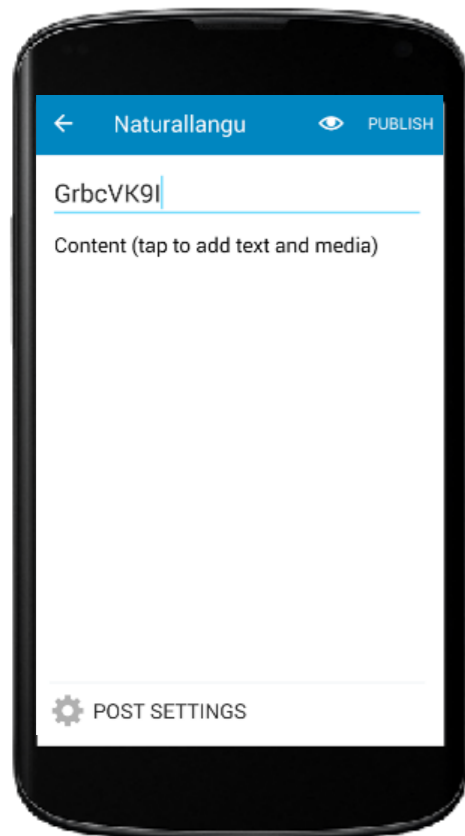 Naturallangu PUBLISH
GrbcVK9I
Content (tap to add text and media)
POST SETTINGS